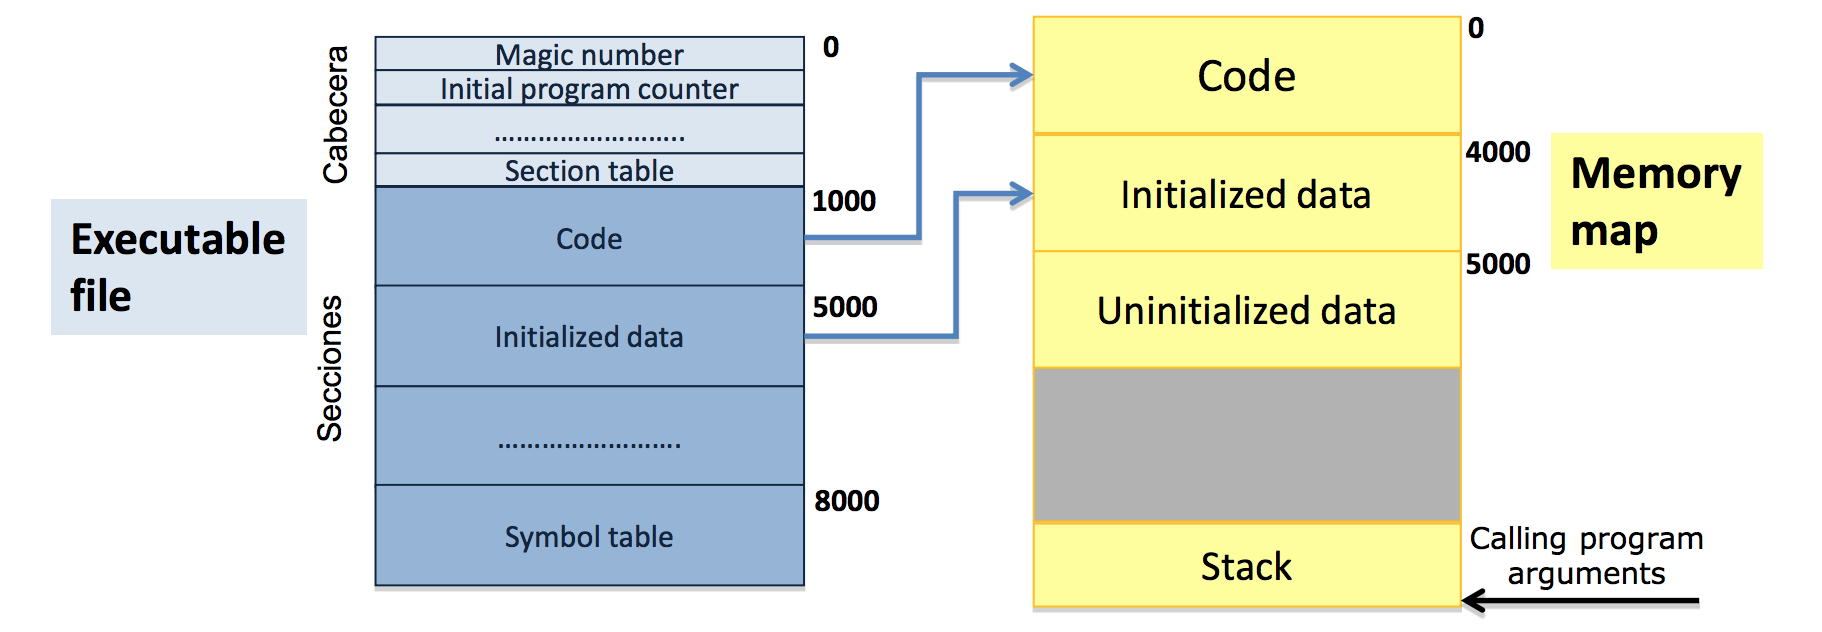 Executable
file
Cabecera
Secciones
Magic number
0
Initial program counter
……………………..
Section table
1000
Code
5000
Initialized data
…………………….
8000
Symbol table
0
Code
4000
Initialized data
5000
Uninitialized data
Stack
Memory
map
Calling program
arguments